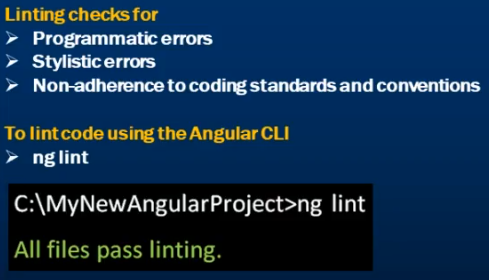 Linting checks for
➢ Programmatic errors
➢ Stylistic errors
➢ Non-adherence to coding standards and conventions
To lint code using the Angular CLI
➢ ng lint
C:\MyNewAngularProject>ng lint
All files pass linting.